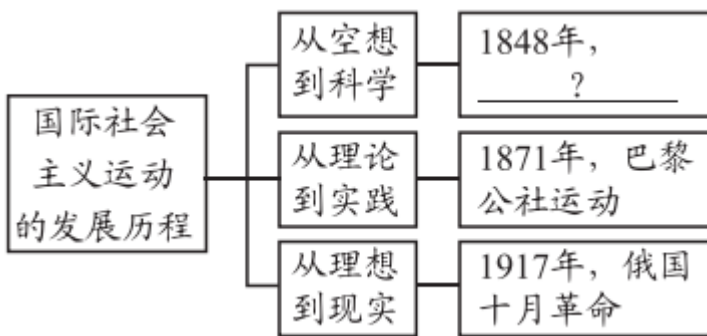 国际社会
主义运动
的发展历程
从空想
到科学
1848年，
？
从理论
到实践
1871年，巴黎
公社运动
从理想
到现实
1917年，俄国
十月革命